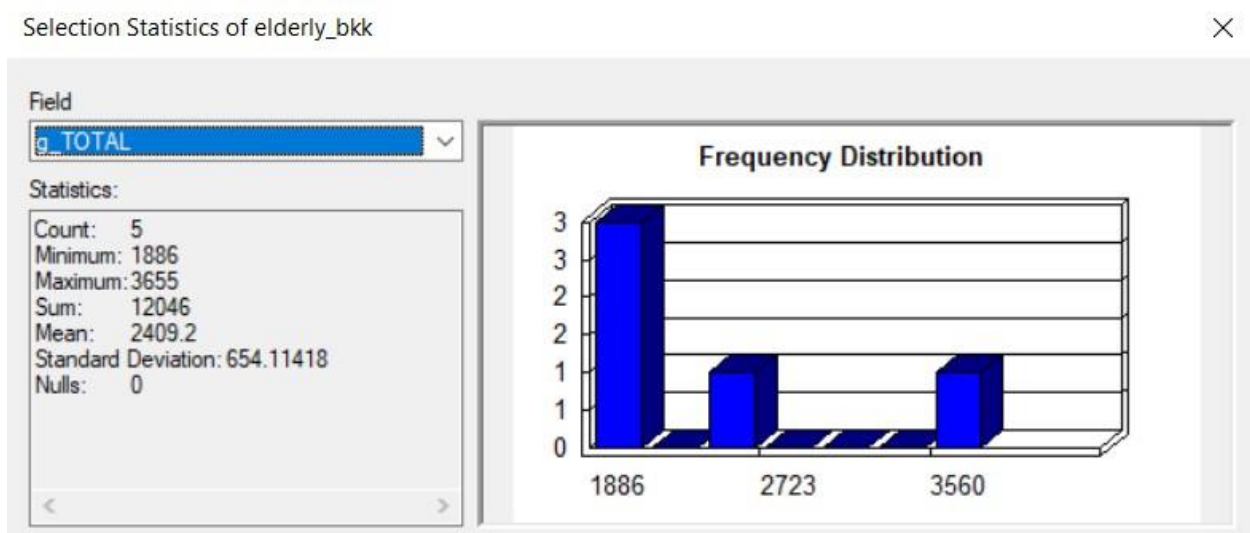 Selection Statistics of elderly_bkk
Field
g_TOTAL
Statistics:
Count: 5
Minimum: 1886
Maximum: 3655
Sum: 12046
Mean: 2409.2
Standard Deviation: 654.11418
Nulls: 0
Frequency Distribution
3
3
2
2
1
1
0
1886 2723 3560